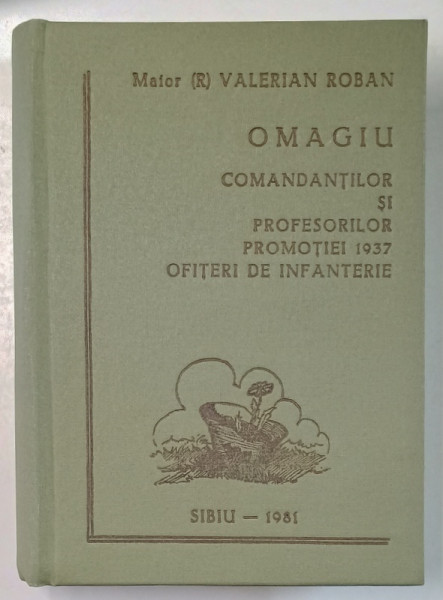 Maior (R) VALERIAN ROBAN
OMAGIU
COMANDANȚILOR
ȘI
PROFESORILOR
PROMOȚIEI 1937
OFIȚERI DE INFANTERIE
SIBIU — 1981